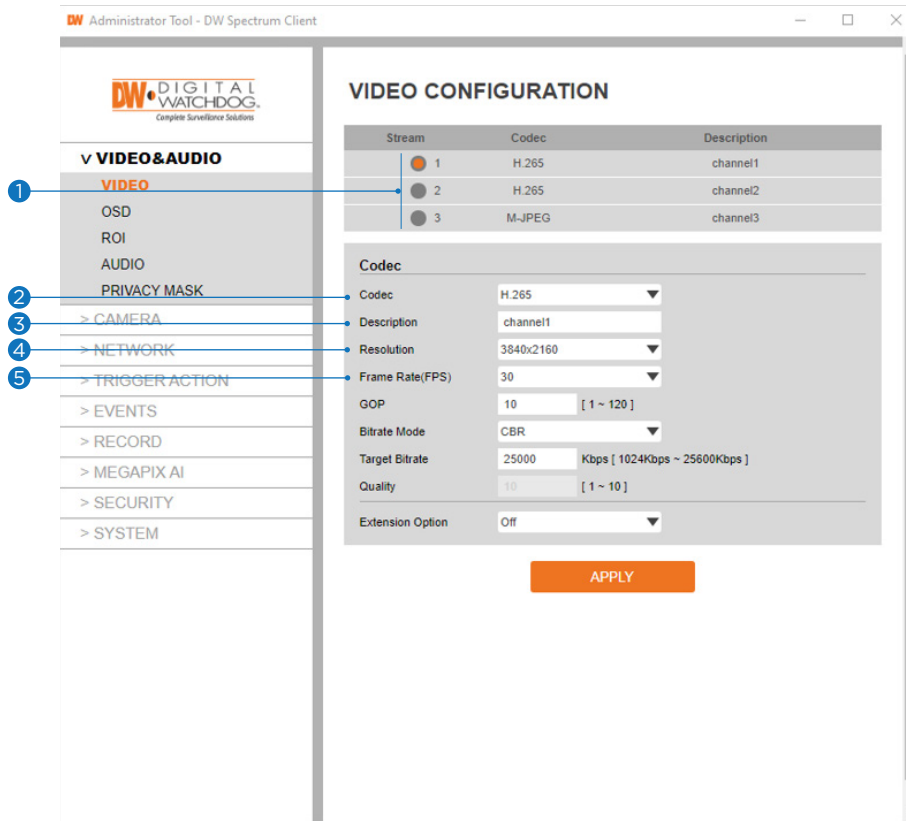 DW Administrator Tool - DW Spectrum Client
DW DIGITAL
WATCHDOG.
Complete Surveillance Solutions
VIDEO CONFIGURATION
Stream Codec Description
1 H.265 channel1
2 H.265 channel2
3 M-JPEG channel3
v VIDEO&AUDIO
1 VIDEO
OSD
ROI
AUDIO
PRIVACY MASK
> CAMERA
> NETWORK
> TRIGGER ACTION
> EVENTS
> RECORD
> MEGAPIX AI
> SECURITY
> SYSTEM
Codec
2 Codec H.265
3 Description channel1
4 Resolution 3840x2160
5 Frame Rate(FPS) 30
GOP 10 [ 1 ~ 120 ]
Bitrate Mode CBR
Target Bitrate 25000 Kbps [ 1024Kbps ~ 25600Kbps ]
Quality 10 [ 1 ~ 10 ]
Extension Option Off
APPLY